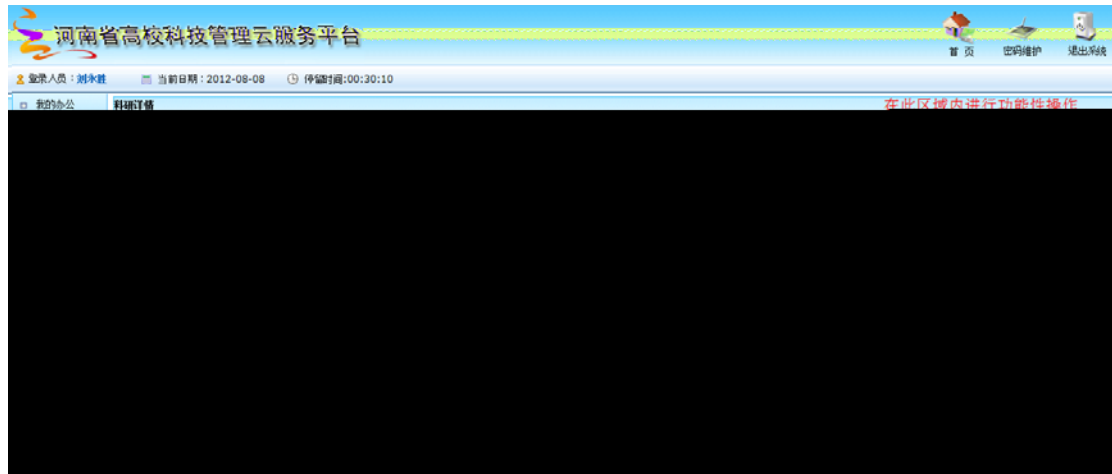 河南省高校科技管理云服务平台
首 页 密码维护 退出系统
登录人员：刘永胜 当前日期：2012-08-08 停留时间:00:30:10
我的办公 科研订值 在此区域内进行功能性操作